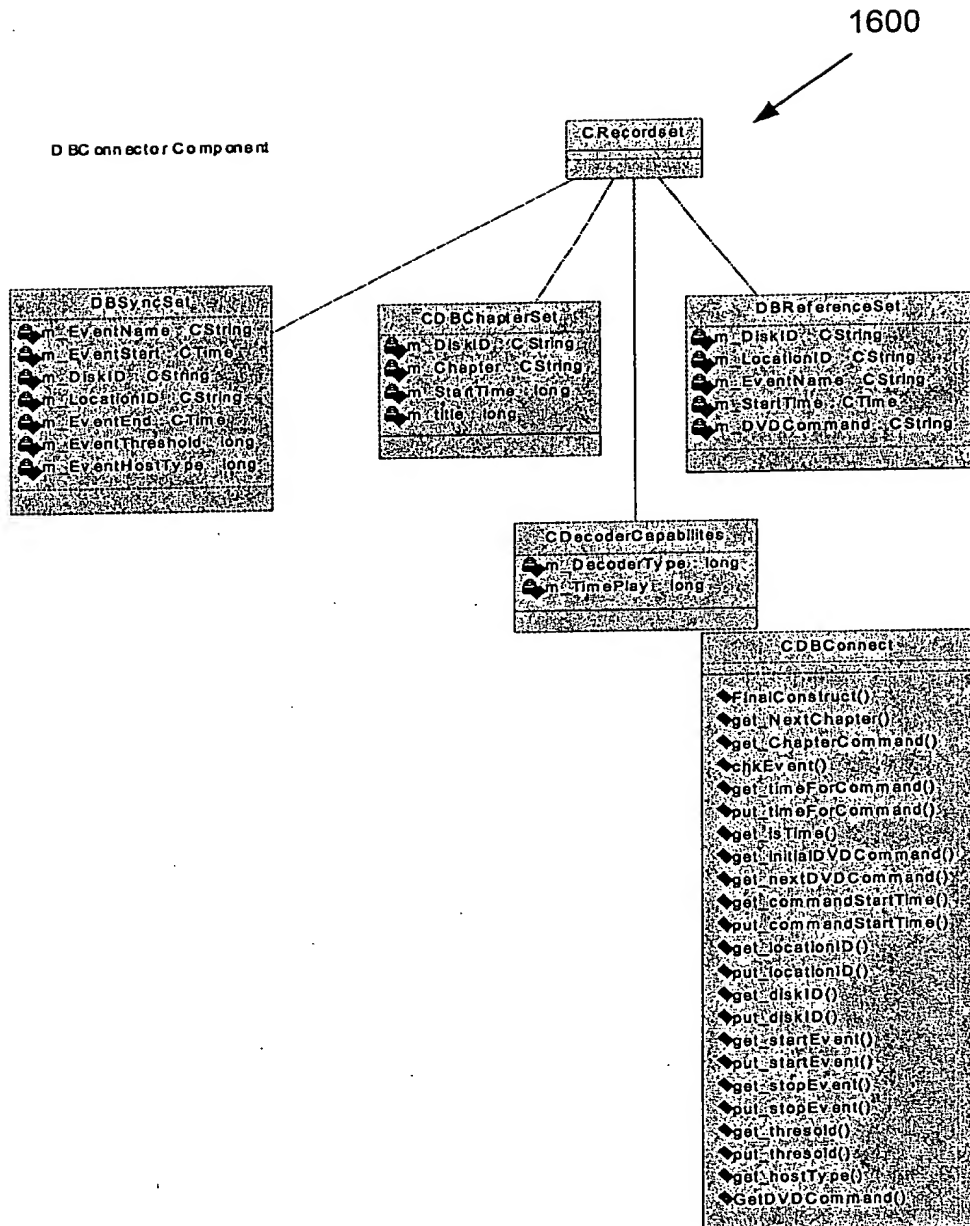 1600
DBConnectorComponent
CRecordset
DBSyncSet
m_EventName : CString
m_EventStart : CTime
m_DiskID : CString
m_LocationID : CString
m_EventEnd : CTime
m_EventThreshold : long
m_EventHostType : long
CDBChapterSet
m_DiskID : CString
m_Chapter : CString
m_StartTime : long
m_title : long
DBReferenceSet
m_DiskID : CString
m_LocationID : CString
m_EventName : CString
m_StartTime : CTime
m_DVDCommand : CString
CDecoderCapabilites
m_DecoderType : long
m_TimePlay : long
CDBConnect
FinalConstruct()
get_NextChapter()
get_ChapterCommand()
chkEvent()
get_timeForCommand()
put_timeForCommand()
get_isTime()
get_initialDVDCommand()
get_nextDVDCommand()
get_commandStartTime()
put_commandStartTime()
get_locationID()
put_locationID()
get_diskID()
put_diskID()
get_startEvent()
put_startEvent()
get_stopEvent()
put_stopEvent()
get_thresold()
put_thresold()
get_hostType()
GetDVDCommand()